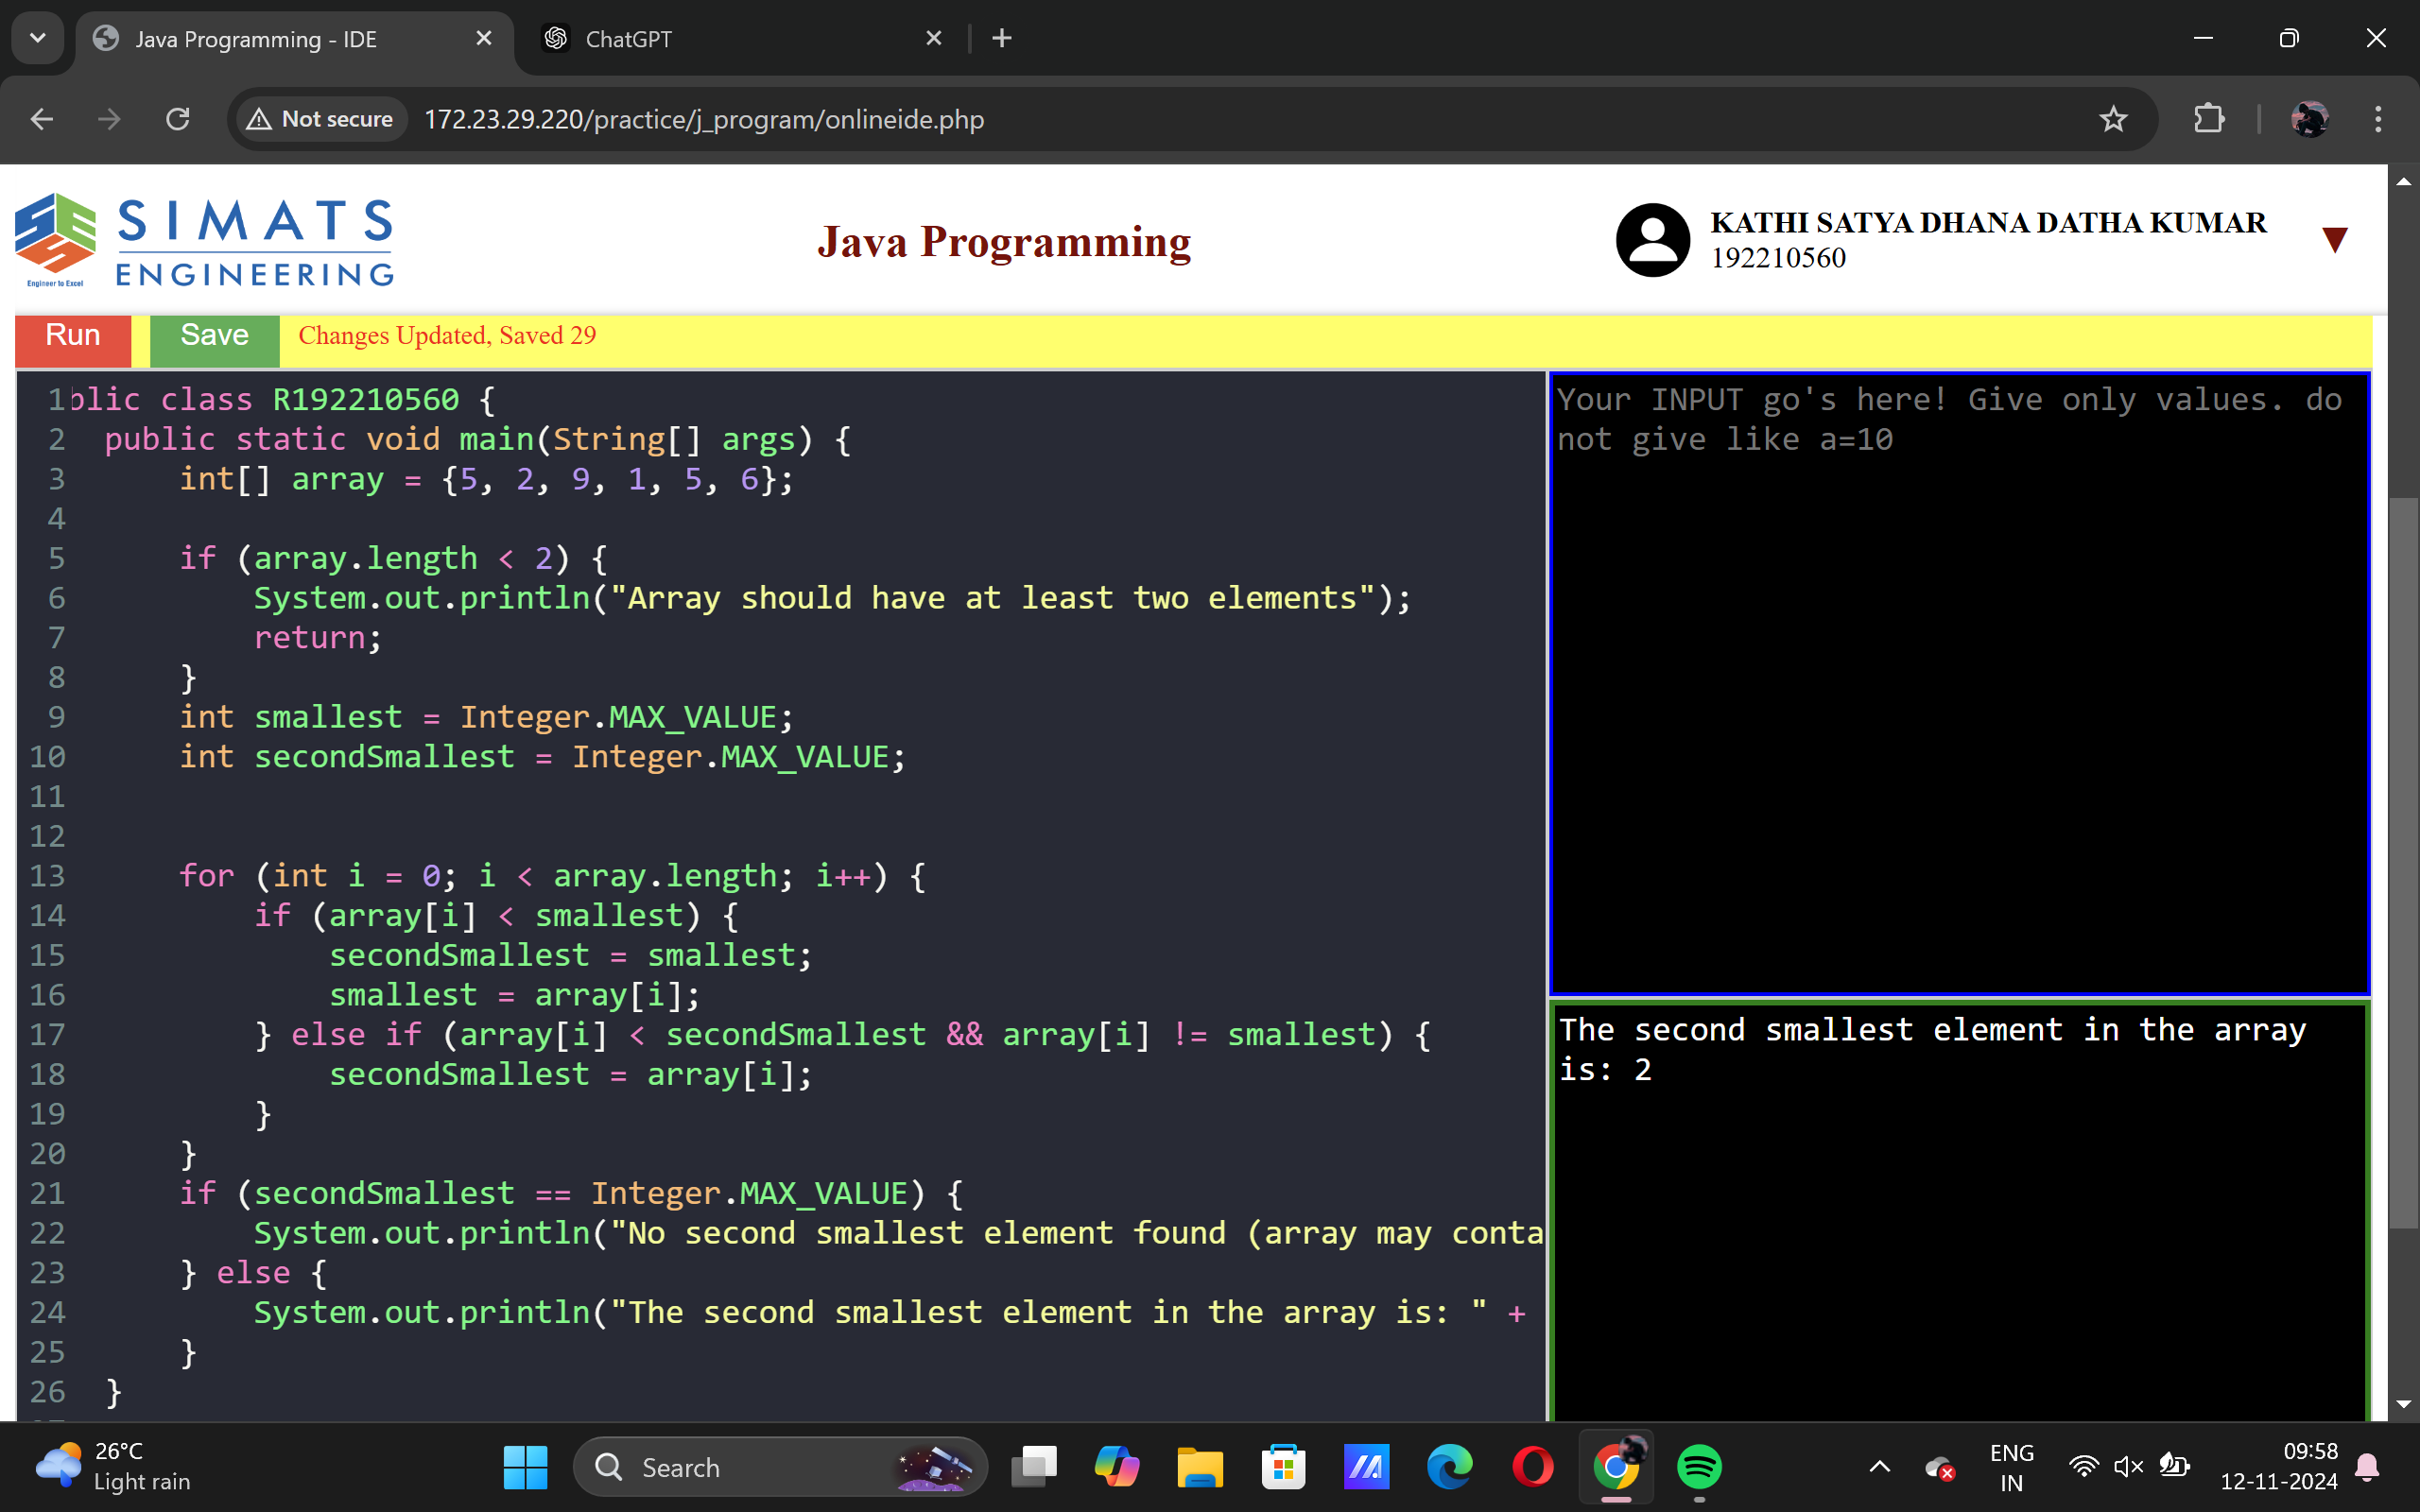 Java Programming - IDE
ChatGPT
Not secure
172.23.29.220/practice/j_program/onlineide.php
SIMATS
ENGINEERING
Engineer to Excel
Java Programming
KATHI SATYA DHANA DATHA KUMAR
192210560
Run
Save
Changes Updated, Saved 29
1 blic class R192210560 {
2 public static void main(String[] args) {
3 int[] array = {5, 2, 9, 1, 5, 6};
4
5 if (array.length < 2) {
6 System.out.println("Array should have at least two elements");
7 return;
8 }
9 int smallest = Integer.MAX_VALUE;
10 int secondSmallest = Integer.MAX_VALUE;
11
12
13 for (int i = 0; i < array.length; i++) {
14 if (array[i] < smallest) {
15 secondSmallest = smallest;
16 smallest = array[i];
17 } else if (array[i] < secondSmallest && array[i] != smallest) {
18 secondSmallest = array[i];
19 }
20 }
21 if (secondSmallest == Integer.MAX_VALUE) {
22 System.out.println("No second smallest element found (array may conta
23 } else {
24 System.out.println("The second smallest element in the array is: " +
25 }
26 }
Your INPUT go's here! Give only values. do
not give like a=10
The second smallest element in the array
is: 2
26°C
Light rain
Search
ENG
IN
09:58
12-11-2024